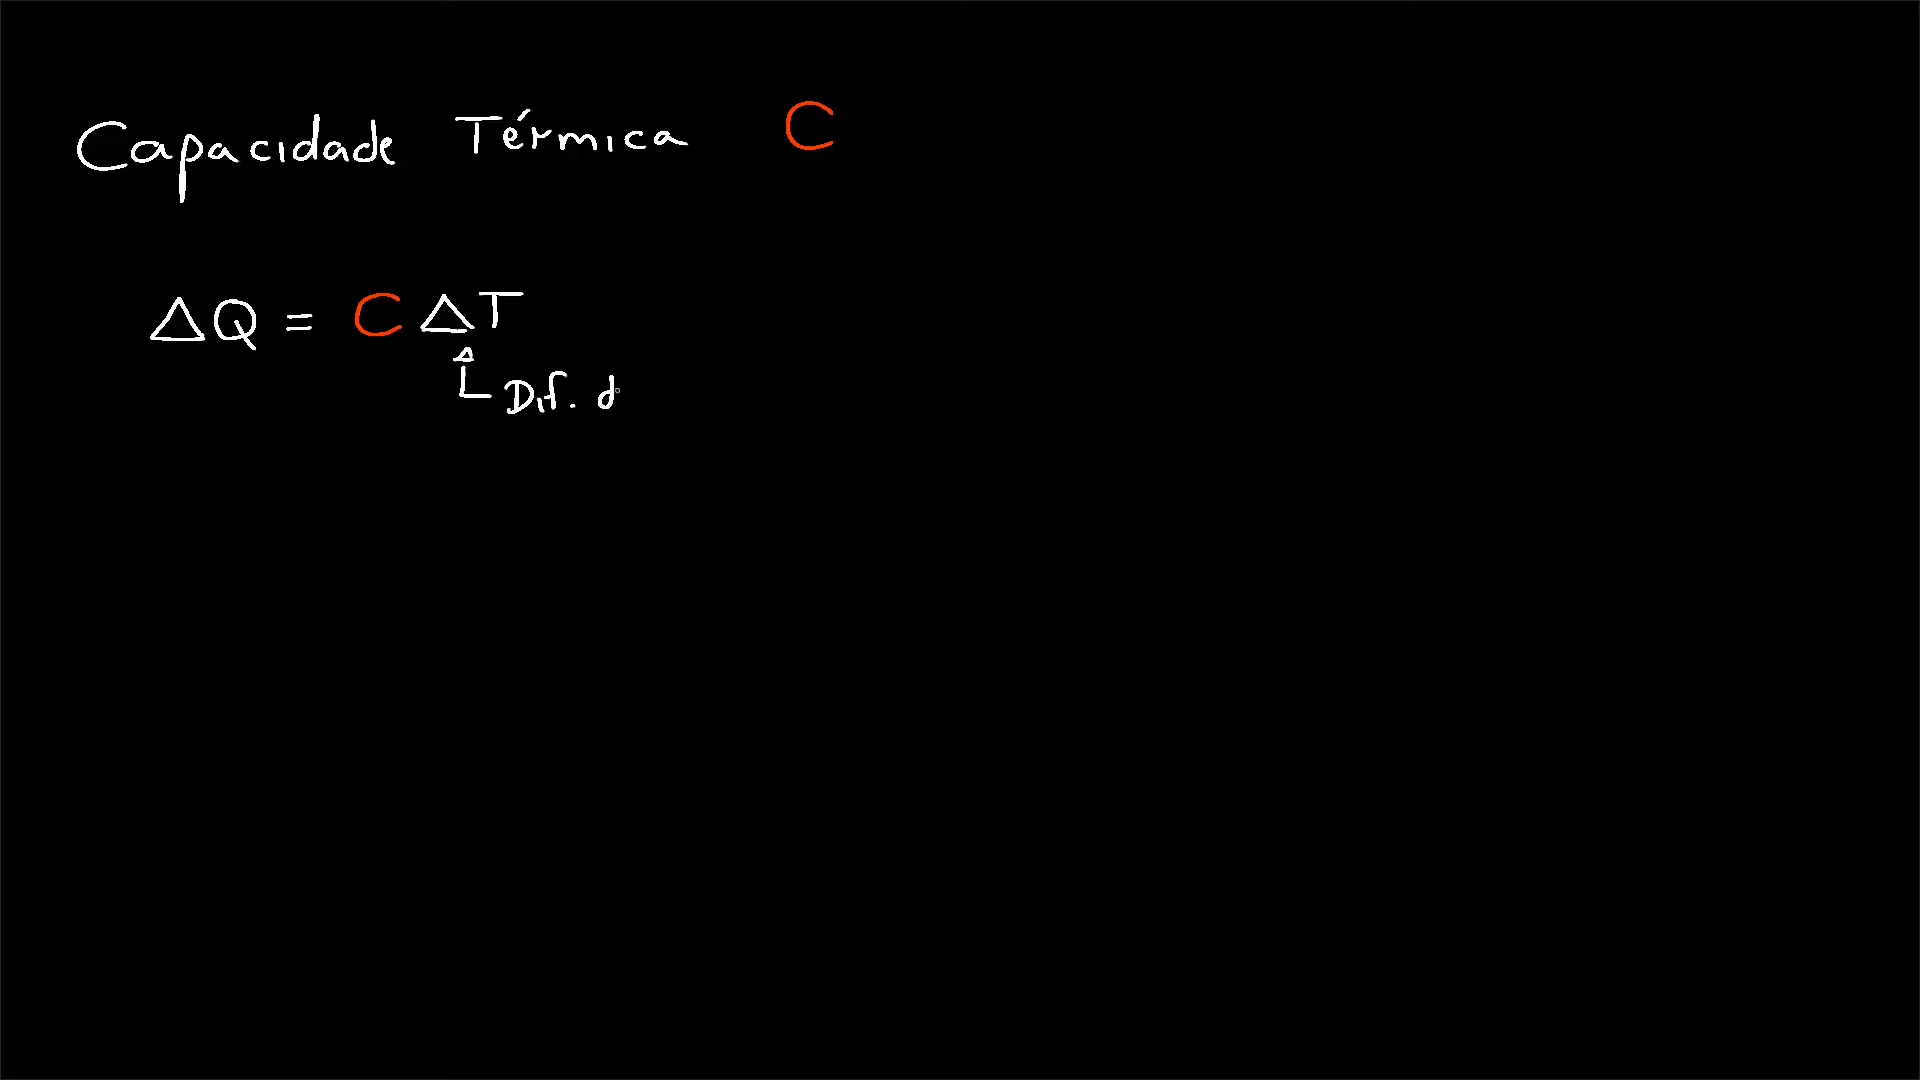 Capacidade Térmica C
ΔQ = C ΔT
Dif. d